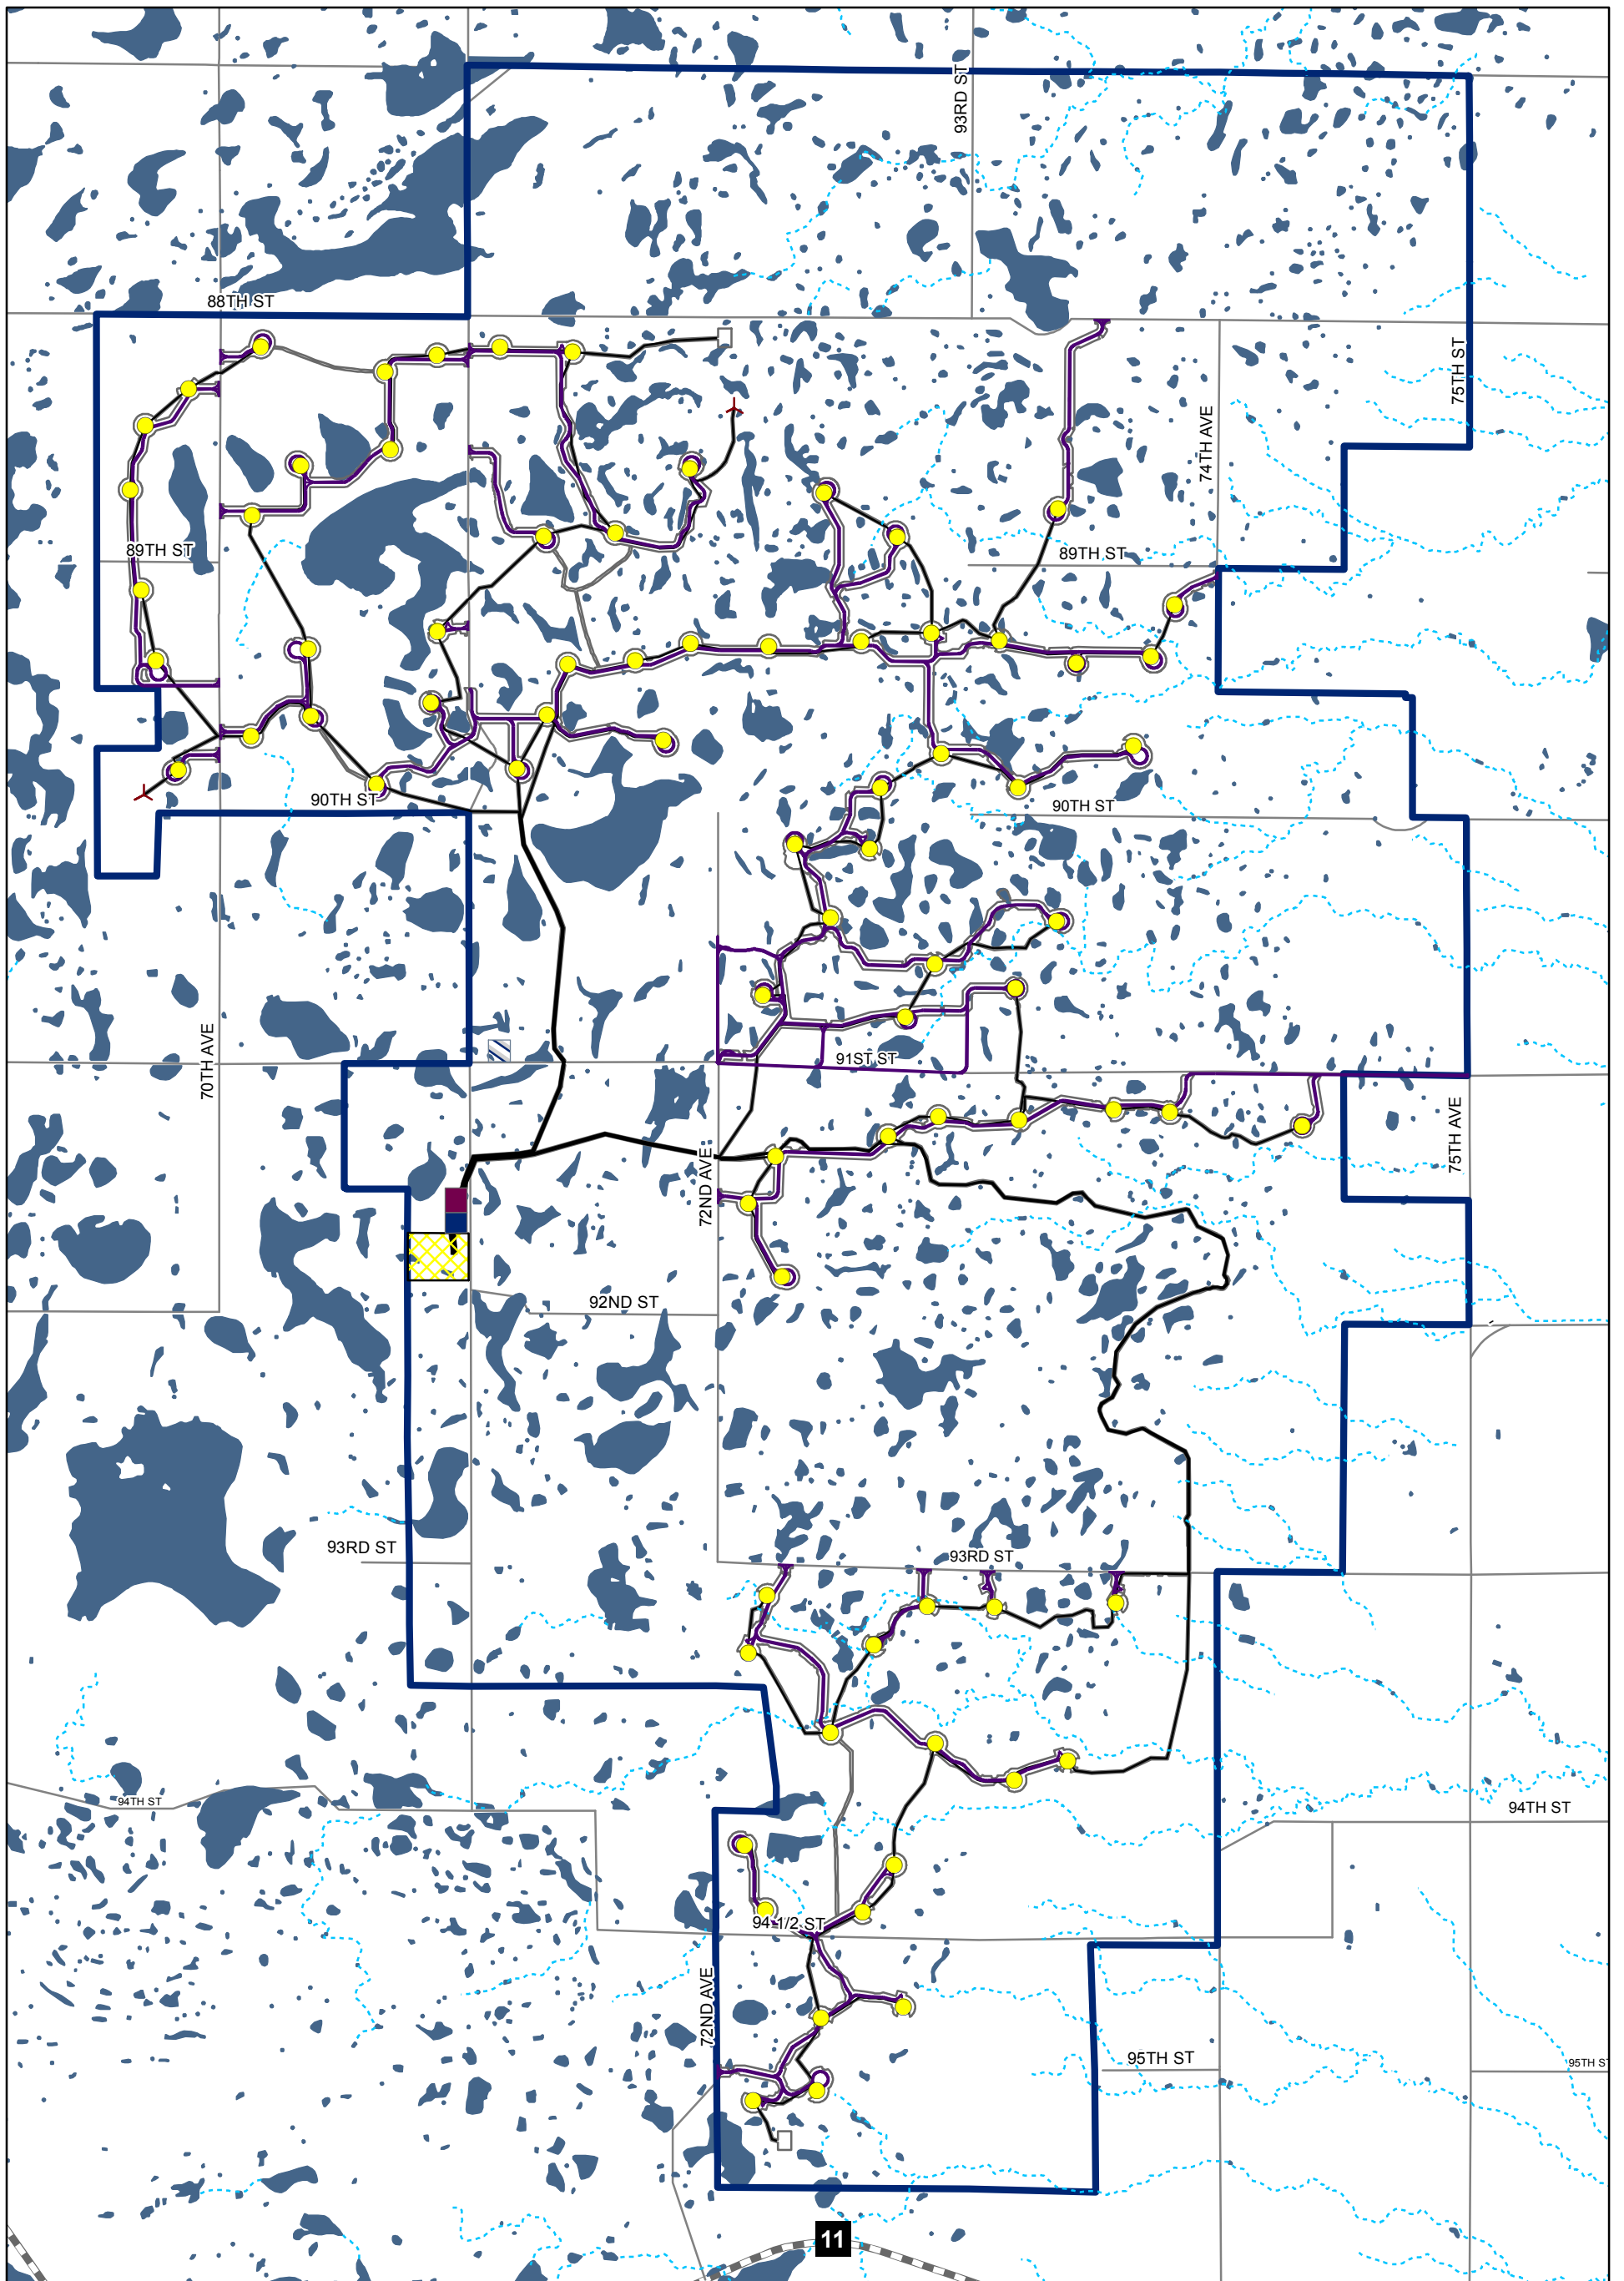 93RD ST
88TH ST
75TH ST
74TH AVE
89TH ST
89TH ST
90TH ST
90TH ST
70TH AVE
91ST ST
75TH AVE
72ND AVE
92ND ST
93RD ST
93RD ST
94TH ST
94TH ST
94 1/2 ST
72ND AVE
95TH ST
95TH ST
11